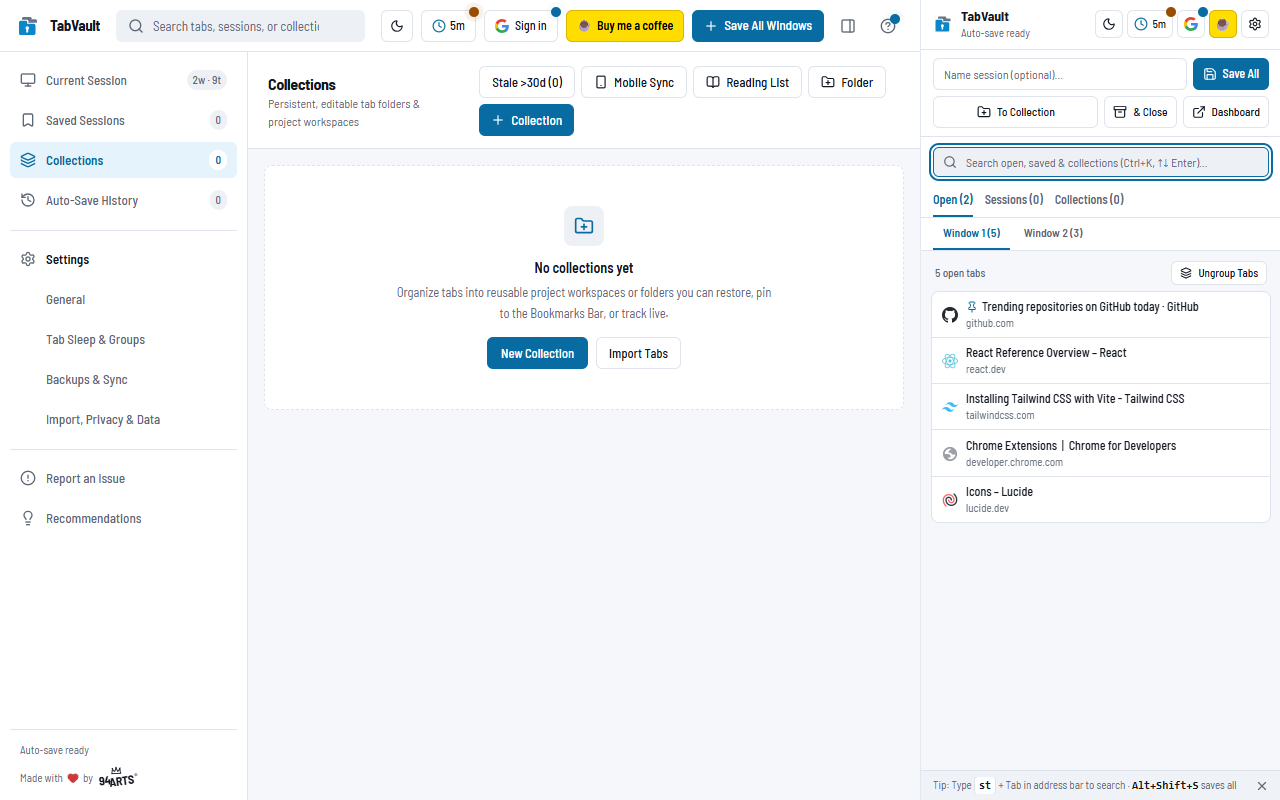 TabVault
Search tabs, sessions, or collectic
5m
Sign in
Buy me a coffee
Save All Windows
Current Session
2w · 9t
Saved Sessions
0
Collections
0
Auto-Save History
0
Settings
General
Tab Sleep & Groups
Backups & Sync
Import, Privacy & Data
Report an Issue
Recommendations
Auto-save ready
Made with
by
94ARTS
Collections
Persistent, editable tab folders &
project workspaces
Stale >30d (0)
Mobile Sync
Reading List
Folder
Collection
No collections yet
Organize tabs into reusable project workspaces or folders you can restore, pin
to the Bookmarks Bar, or track live.
New Collection
Import Tabs
TabVault
Auto-save ready
5m
Name session (optional)...
Save All
To Collection
& Close
Dashboard
Search open, saved & collections (Ctrl+K, ↑↓ Enter)...
Open (2)
Sessions (0)
Collections (0)
Window 1 (5)
Window 2 (3)
5 open tabs
Ungroup Tabs
Trending repositories on GitHub today · GitHub
github.com
React Reference Overview – React
react.dev
Installing Tailwind CSS with Vite - Tailwind CSS
tailwindcss.com
Chrome Extensions | Chrome for Developers
developer.chrome.com
Icons – Lucide
lucide.dev
Tip: Type st + Tab in address bar to search · Alt+Shift+S saves all